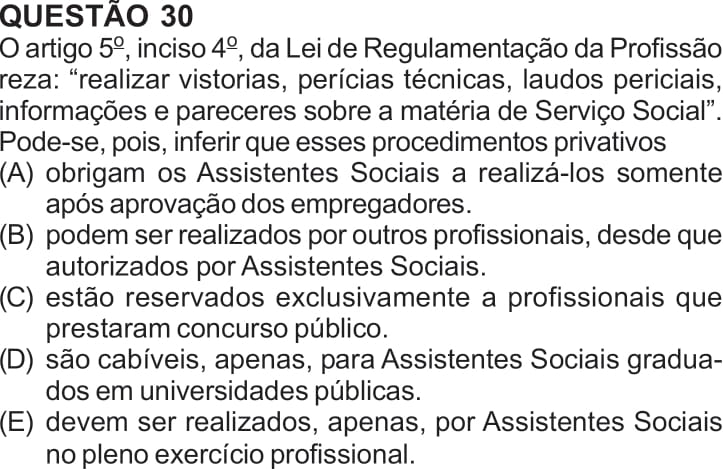 QUESTÃO 30
O artigo 5º, inciso 4º, da Lei de Regulamentação da Profissão
reza: “realizar vistorias, perícias técnicas, laudos periciais,
informações e pareceres sobre a matéria de Serviço Social”.
Pode-se, pois, inferir que esses procedimentos privativos
(A) obrigam os Assistentes Sociais a realizá-los somente
após aprovação dos empregadores.
(B) podem ser realizados por outros profissionais, desde que
autorizados por Assistentes Sociais.
(C) estão reservados exclusivamente a profissionais que
prestaram concurso público.
(D) são cabíveis, apenas, para Assistentes Sociais gradua-
dos em universidades públicas.
(E) devem ser realizados, apenas, por Assistentes Sociais
no pleno exercício profissional.